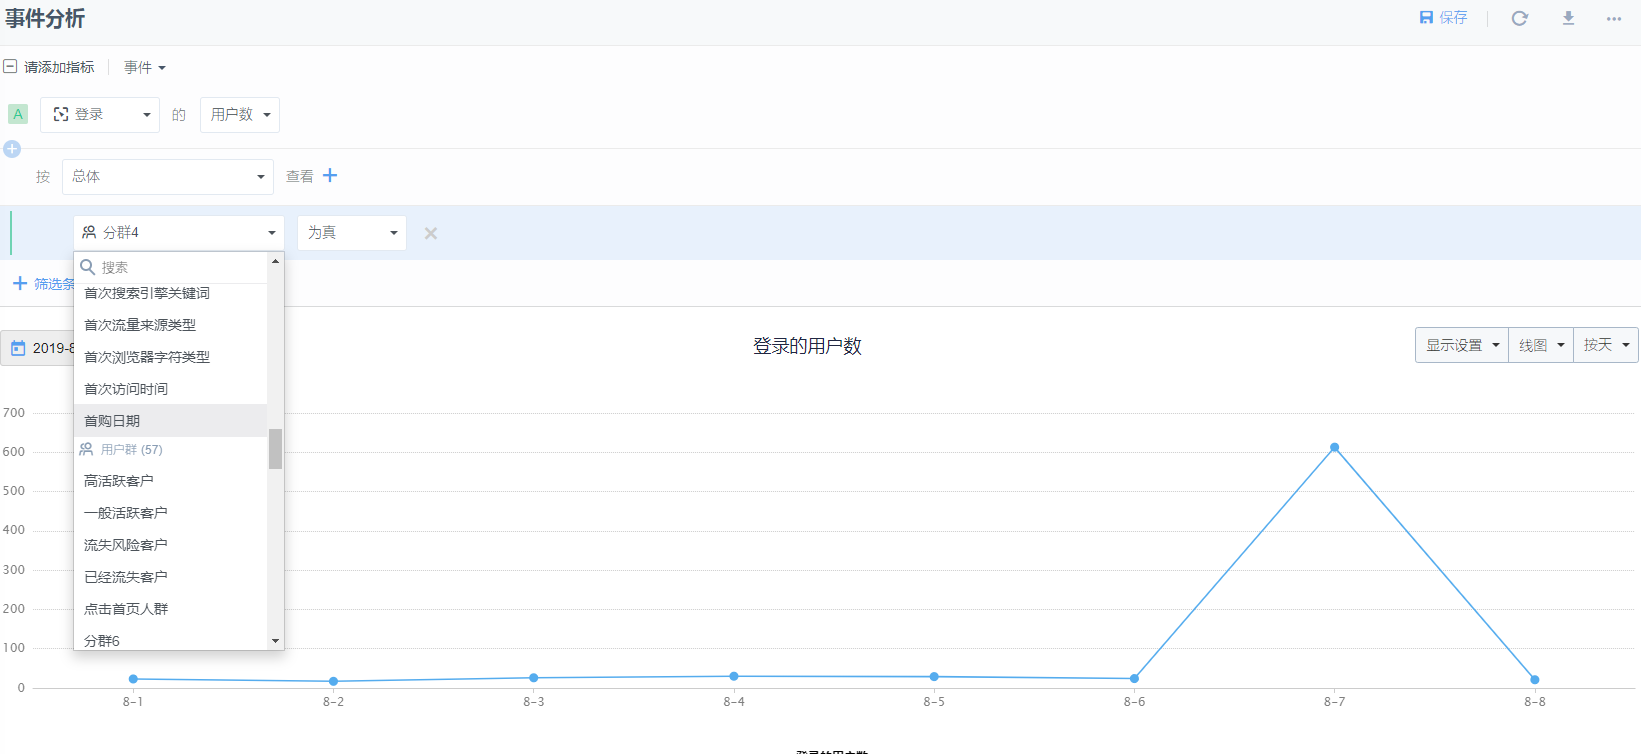 事件分析
保存
请添加指标 事件
A 登录 的 用户数
按 总体 查看
分群4 为真
搜索
筛选条
首次搜索引擎关键词
首次流量来源类型
首次浏览器字符类型
首次访问时间
首购日期
用户群 (57)
高活跃客户
一般活跃客户
流失风险客户
已经流失客户
点击首页人群
分群6
2019-8
登录的用户数
显示设置 线图 按天
700
600
500
400
300
200
100
0
8-1 8-2 8-3 8-4 8-5 8-6 8-7 8-8
登录的用户数